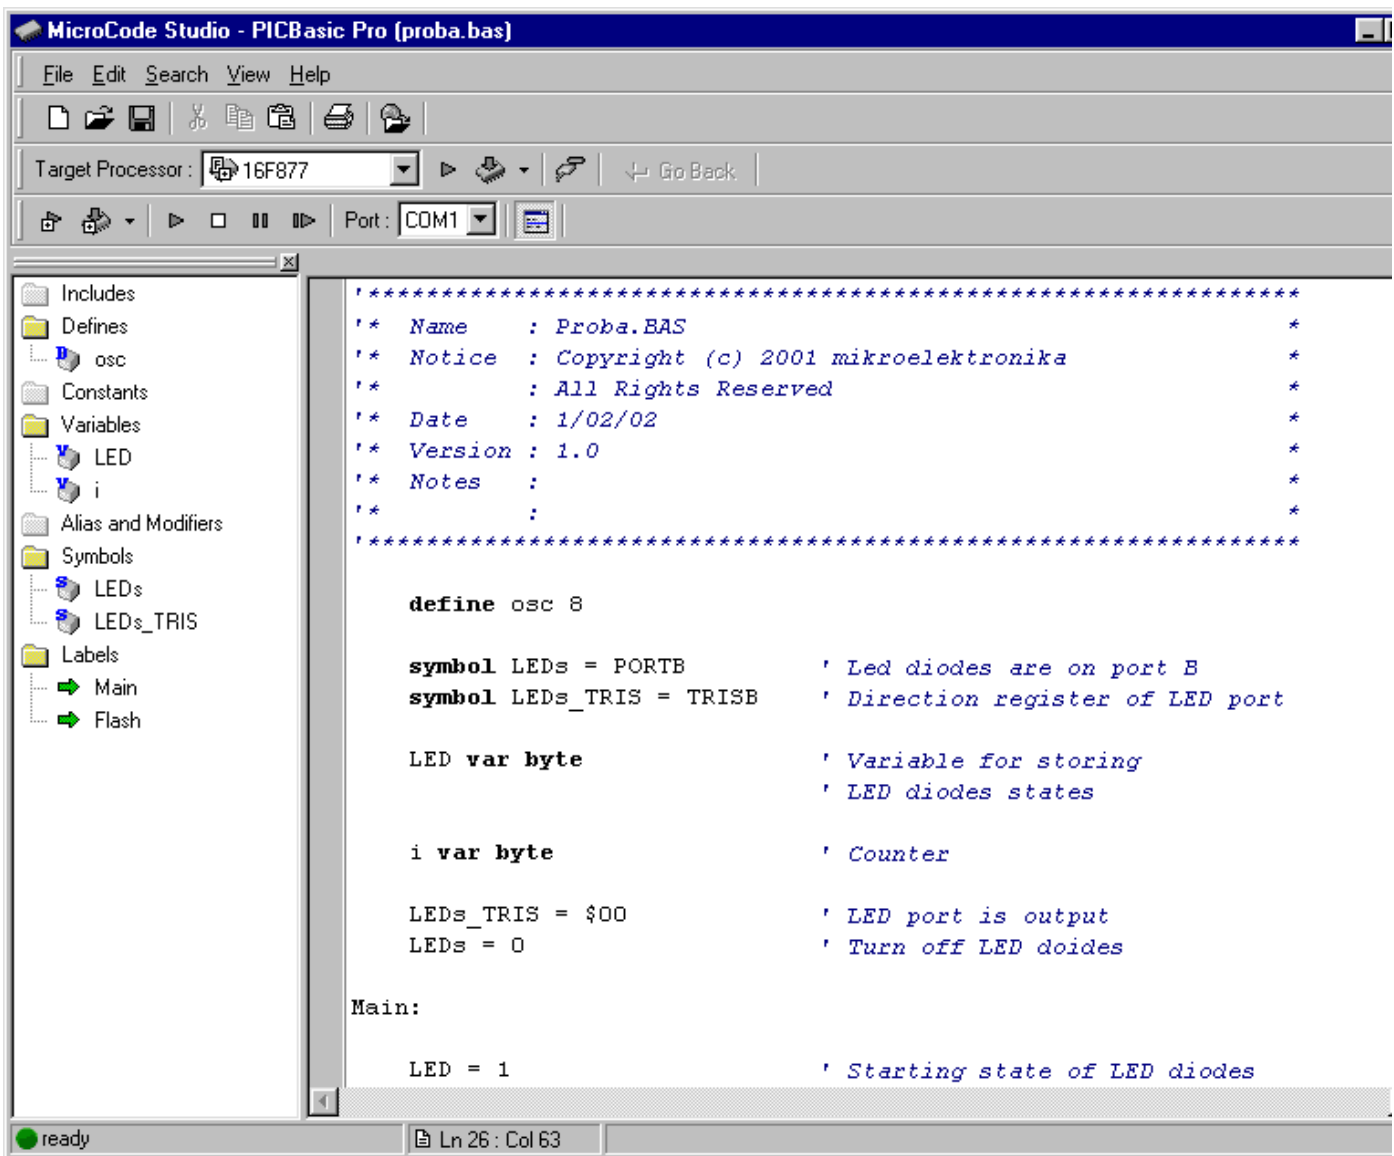 MicroCode Studio - PICBasic Pro (proba.bas)
File Edit Search View Help
Target Processor : 16F877 Go Back
Port : COM1
Includes
Defines
osc
Constants
Variables
LED
i
Alias and Modifiers
Symbols
LEDs
LEDs_TRIS
Labels
Main
Flash
'****************************************************************
'*  Name    : Proba.BAS                                         *
'*  Notice  : Copyright (c) 2001 mikroelektronika               *
'*          : All Rights Reserved                               *
'*  Date    : 1/02/02                                           *
'*  Version : 1.0                                               *
'*  Notes   :                                                   *
'*          :                                                   *
'****************************************************************
define osc 8
symbol LEDs = PORTB ' Led diodes are on port B
symbol LEDs_TRIS = TRISB ' Direction register of LED port
LED var byte ' Variable for storing
' LED diodes states
i var byte ' Counter
LEDs_TRIS = $00 ' LED port is output
LEDs = 0 ' Turn off LED doides
Main:
LED = 1 ' Starting state of LED diodes
ready Ln 26 : Col 63